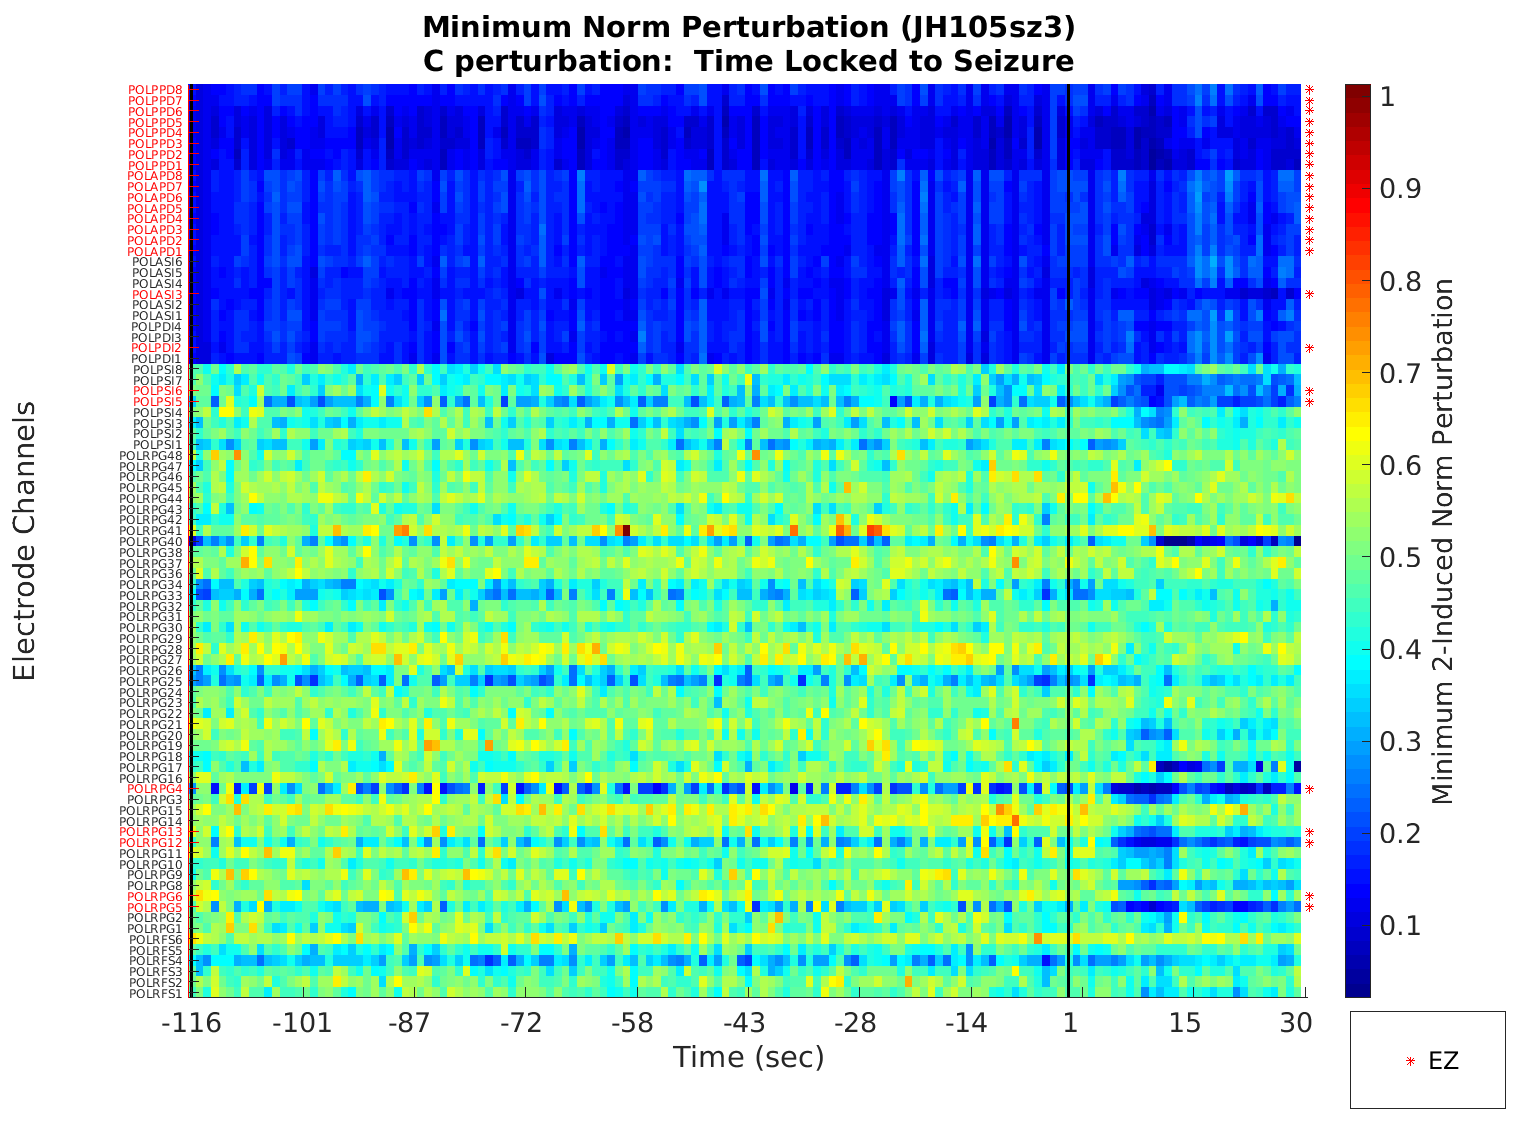 Minimum Norm Perturbation (JH105sz3)
C perturbation:  Time Locked to Seizure
Electrode Channels
POLPPD8
POLPPD7
POLPPD6
POLPPD5
POLPPD4
POLPPD3
POLPPD2
POLPPD1
POLAPD8
POLAPD7
POLAPD6
POLAPD5
POLAPD4
POLAPD3
POLAPD2
POLAPD1
POLASI6
POLASI5
POLASI4
POLASI3
POLASI2
POLASI1
POLPDI4
POLPDI3
POLPDI2
POLPDI1
POLPSI8
POLPSI7
POLPSI6
POLPSI5
POLPSI4
POLPSI3
POLPSI2
POLPSI1
POLRPG48
POLRPG47
POLRPG46
POLRPG45
POLRPG44
POLRPG43
POLRPG42
POLRPG41
POLRPG40
POLRPG38
POLRPG37
POLRPG36
POLRPG34
POLRPG33
POLRPG32
POLRPG31
POLRPG30
POLRPG29
POLRPG28
POLRPG27
POLRPG26
POLRPG25
POLRPG24
POLRPG23
POLRPG22
POLRPG21
POLRPG20
POLRPG19
POLRPG18
POLRPG17
POLRPG16
POLRPG4
POLRPG3
POLRPG15
POLRPG14
POLRPG13
POLRPG12
POLRPG11
POLRPG10
POLRPG9
POLRPG8
POLRPG6
POLRPG5
POLRPG2
POLRPG1
POLRFS6
POLRFS5
POLRFS4
POLRFS3
POLRFS2
POLRFS1
-116 -101 -87 -72 -58 -43 -28 -14 1 15 30
Time (sec)
1
0.9
0.8
0.7
0.6
0.5
0.4
0.3
0.2
0.1
Minimum 2-Induced Norm Perturbation
EZ